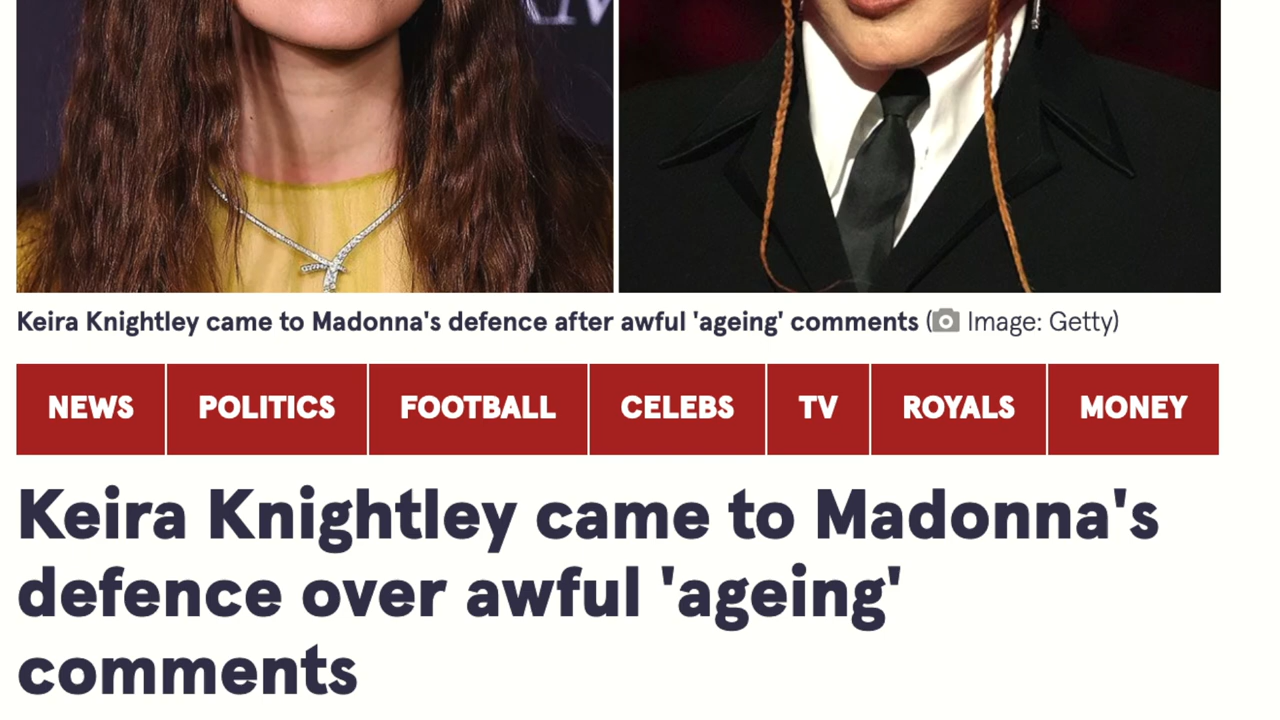 Keira Knightley came to Madonna's defence after awful 'ageing' comments ( Image: Getty)
NEWS POLITICS FOOTBALL CELEBS TV ROYALS MONEY
Keira Knightley came to Madonna's
defence over awful 'ageing'
comments